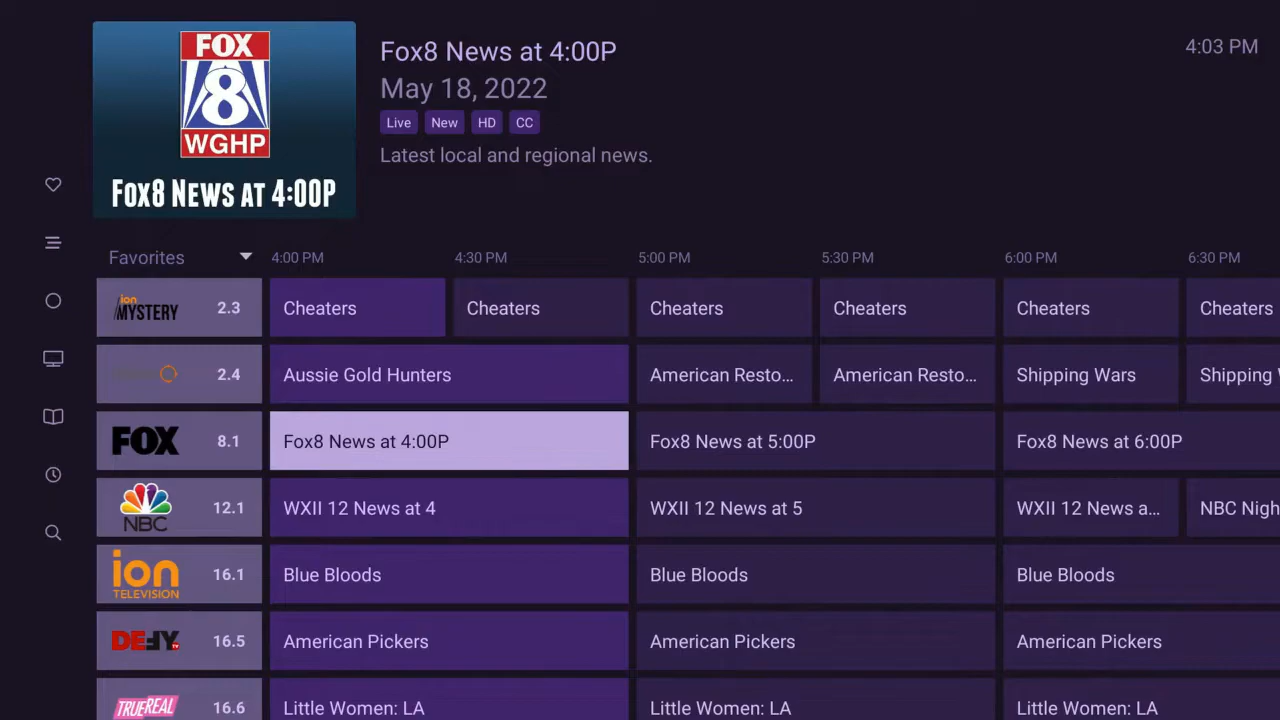 FOX
8
WGHP
Fox8 News at 4:00P
Fox8 News at 4:00P
4:03 PM
May 18, 2022
Live New HD CC
Latest local and regional news.
Favorites 4:00 PM 4:30 PM 5:00 PM 5:30 PM 6:00 PM 6:30 PM
ion MYSTERY 2.3 Cheaters Cheaters Cheaters Cheaters Cheaters Cheaters
2.4 Aussie Gold Hunters American Resto... American Resto... Shipping Wars Shipping
FOX 8.1 Fox8 News at 4:00P Fox8 News at 5:00P Fox8 News at 6:00P
NBC 12.1 WXII 12 News at 4 WXII 12 News at 5 WXII 12 News a... NBC Nigh
ion TELEVISION 16.1 Blue Bloods Blue Bloods Blue Bloods
DEFY TV 16.5 American Pickers American Pickers American Pickers
TRUEREAL 16.6 Little Women: LA Little Women: LA Little Women: LA